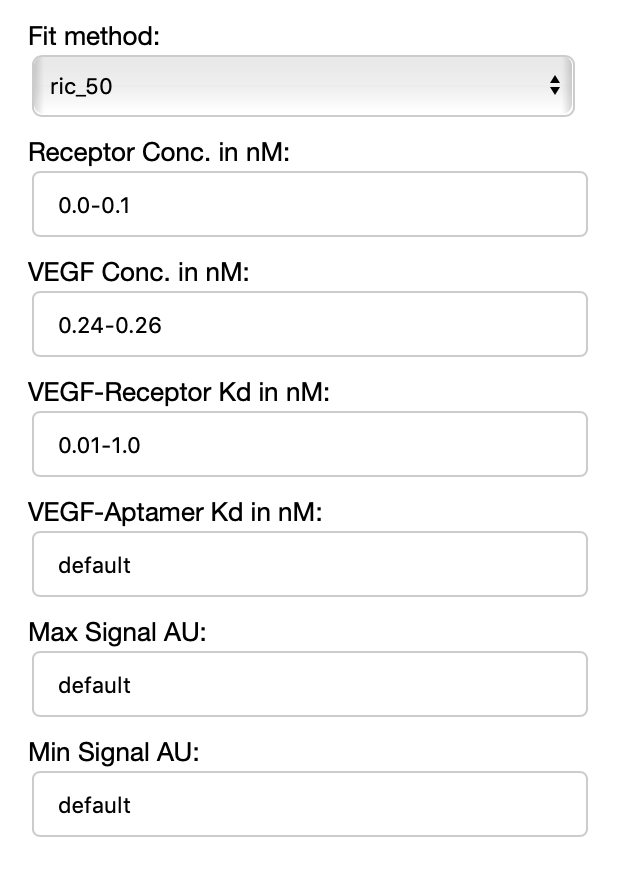 Fit method:
ric_50
Receptor Conc. in nM:
0.0-0.1
VEGF Conc. in nM:
0.24-0.26
VEGF-Receptor Kd in nM:
0.01-1.0
VEGF-Aptamer Kd in nM:
default
Max Signal AU:
default
Min Signal AU:
default